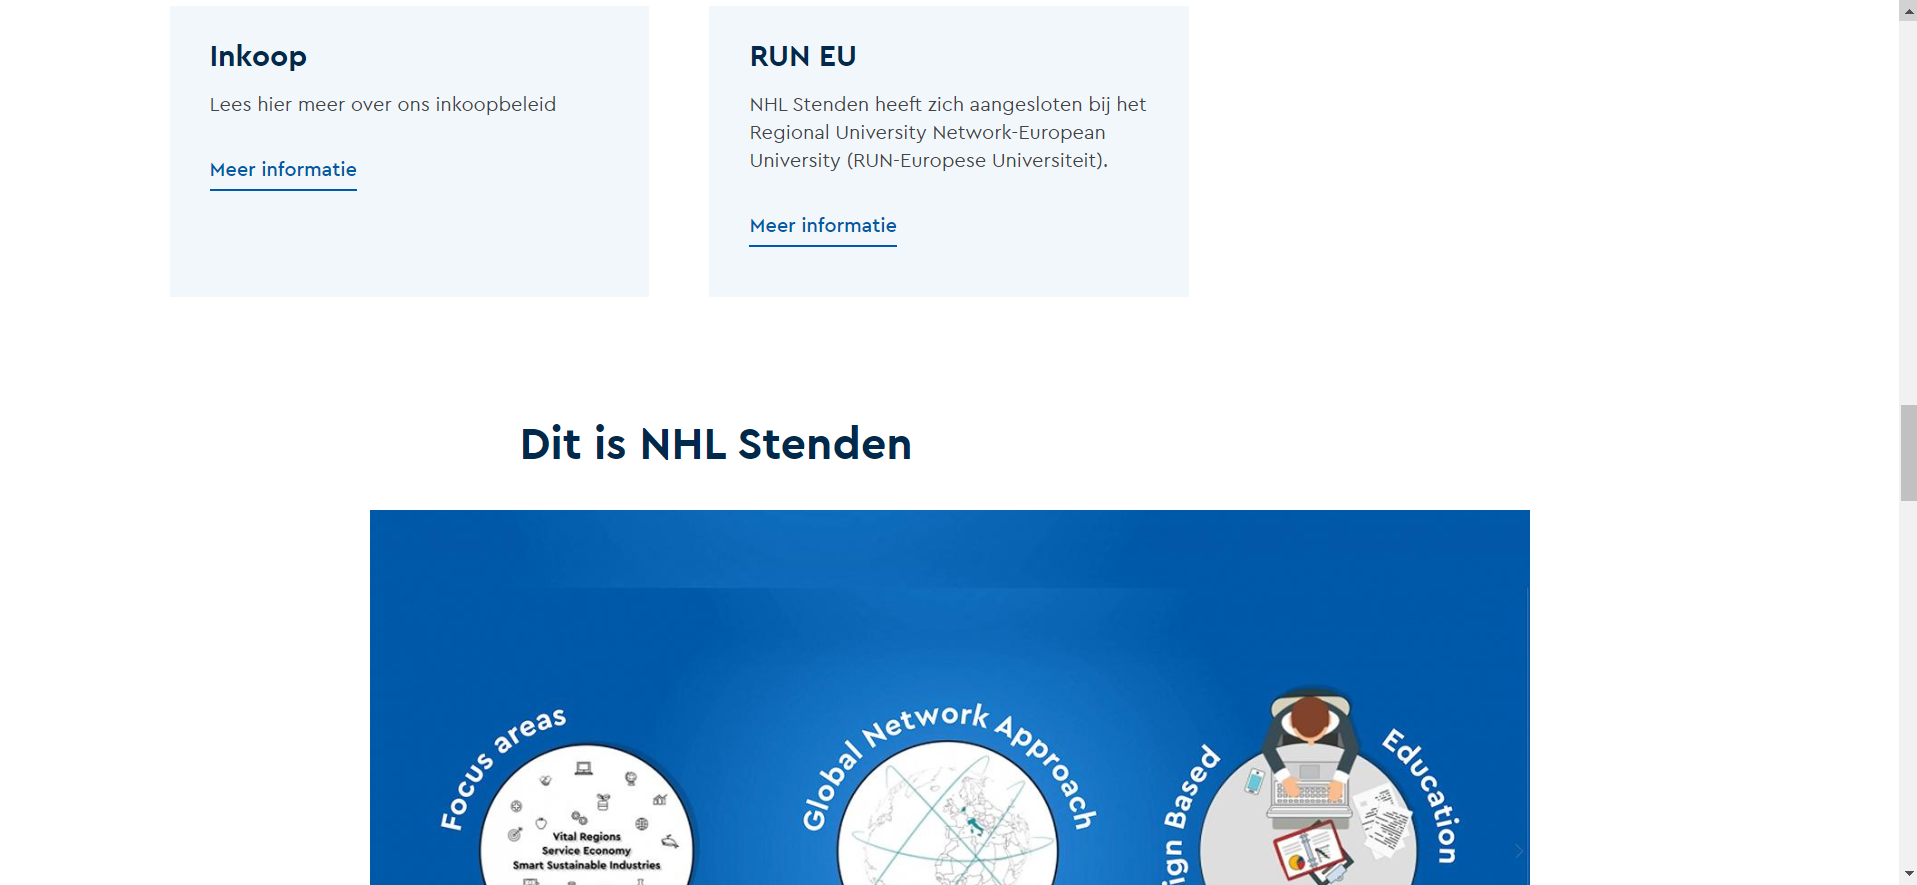 Inkoop
Lees hier meer over ons inkoopbeleid
Meer informatie
RUN EU
NHL Stenden heeft zich aangesloten bij het
Regional University Network-European
University (RUN-Europese Universiteit).
Meer informatie
Dit is NHL Stenden
Focus areas
Vital Regions
Service Economy
Smart Sustainable Industries
Global Network Approach
Based
Education